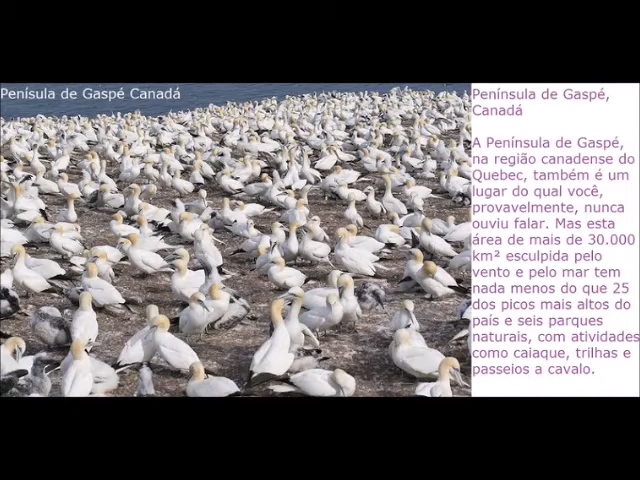 Penísula de Gaspé Canadá
Península de Gaspé,
Canadá
A Península de Gaspé,
na região canadense do
Quebec, também é um
lugar do qual você,
provavelmente, nunca
ouviu falar. Mas esta
área de mais de 30.000
km² esculpida pelo
vento e pelo mar tem
nada menos do que 25
dos picos mais altos do
país e seis parques
naturais, com atividades
como caiaque, trilhas e
passeios a cavalo.